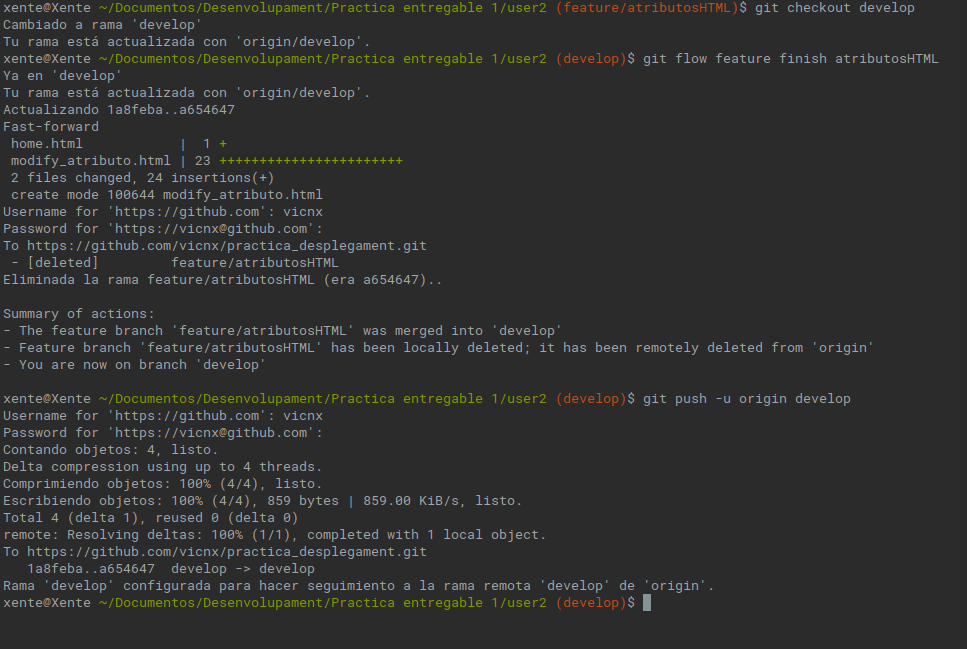 xente@Xente ~/Documentos/Desenvolupament/Practica entregable 1/user2 (feature/atributosHTML)$ git checkout develop
Cambiado a rama 'develop'
Tu rama está actualizada con 'origin/develop'.
xente@Xente ~/Documentos/Desenvolupament/Practica entregable 1/user2 (develop)$ git flow feature finish atributosHTML
Ya en 'develop'
Tu rama está actualizada con 'origin/develop'.
Actualizando 1a8feba..a654647
Fast-forward
 home.html            |  1 +
 modify_atributo.html | 23 +++++++++++++++++++++++
 2 files changed, 24 insertions(+)
 create mode 100644 modify_atributo.html
Username for 'https://github.com': vicnx
Password for 'https://vicnx@github.com':
To https://github.com/vicnx/practica_desplegament.git
 - [deleted]         feature/atributosHTML
Eliminada la rama feature/atributosHTML (era a654647)..

Summary of actions:
- The feature branch 'feature/atributosHTML' was merged into 'develop'
- Feature branch 'feature/atributosHTML' has been locally deleted; it has been remotely deleted from 'origin'
- You are now on branch 'develop'

xente@Xente ~/Documentos/Desenvolupament/Practica entregable 1/user2 (develop)$ git push -u origin develop
Username for 'https://github.com': vicnx
Password for 'https://vicnx@github.com':
Contando objetos: 4, listo.
Delta compression using up to 4 threads.
Comprimiendo objetos: 100% (4/4), listo.
Escribiendo objetos: 100% (4/4), 859 bytes | 859.00 KiB/s, listo.
Total 4 (delta 1), reused 0 (delta 0)
remote: Resolving deltas: 100% (1/1), completed with 1 local object.
To https://github.com/vicnx/practica_desplegament.git
   1a8feba..a654647  develop -> develop
Rama 'develop' configurada para hacer seguimiento a la rama remota 'develop' de 'origin'.
xente@Xente ~/Documentos/Desenvolupament/Practica entregable 1/user2 (develop)$